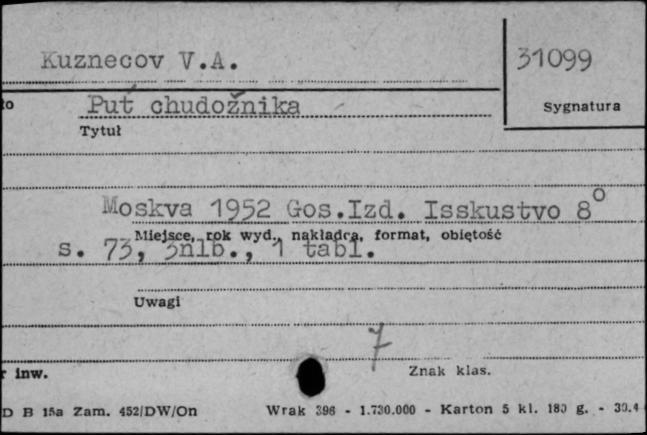 Kuznecov V.A.
31099
to Put́ chudožnika
Sygnatura
Tytuł
Moskva 1952 Gos.Izd. Isskustvo 8°
Miejsce, rok wyd., nakładca, format, objętość
s. 73, 3nlb., 1 tabl.
Uwagi
7
r inw.
Znak klas.
D B 15a Zam. 452/DW/On Wrak 396 - 1.730.000 - Karton 5 kl. 180 g. - 30.4